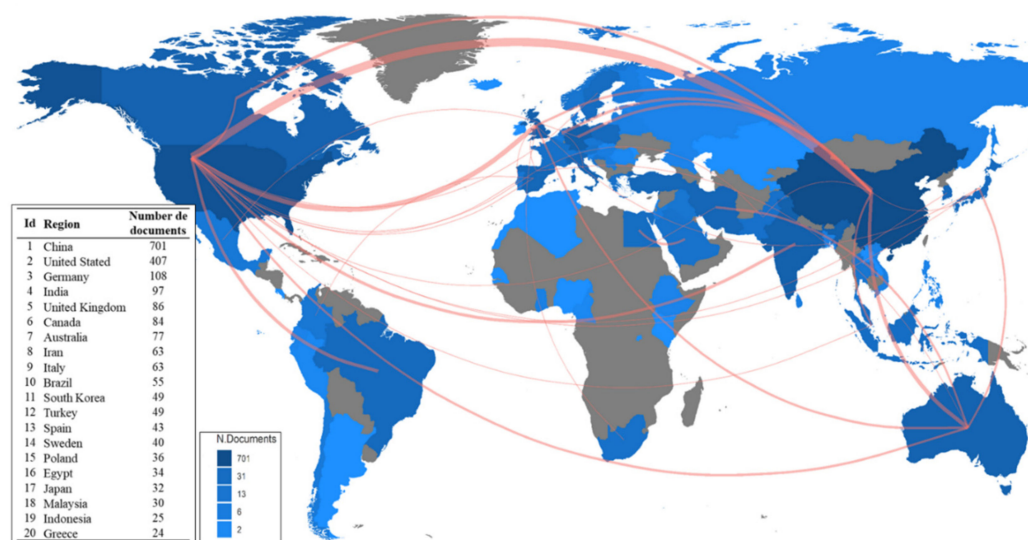 Id Region Number de documents
1 China 701
2 United Stated 407
3 Germany 108
4 India 97
5 United Kingdom 86
6 Canada 84
7 Australia 77
8 Iran 63
9 Italy 63
10 Brazil 55
11 South Korea 49
12 Turkey 49
13 Spain 43
14 Sweden 40
15 Poland 36
16 Egypt 34
17 Japan 32
18 Malaysia 30
19 Indonesia 25
20 Greece 24
N.Documents
701
31
13
6
2